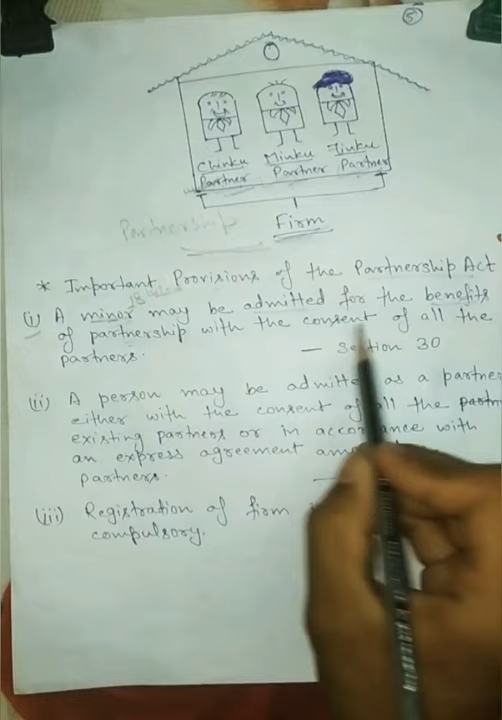 5
Chinku Minku Tinku
Partner Partner Partner
Partnership Firm
* Important Provisions of the Partnership Act
18
(i) A minor may be admitted for the benefits
of partnership with the consent of all the
partners.
— Section 30
(ii) A person may be admitted as a partner
either with the consent of all the
existing partners or in accordance with
an express agreement
partners.
(iii) Registration of firm
compulsory.